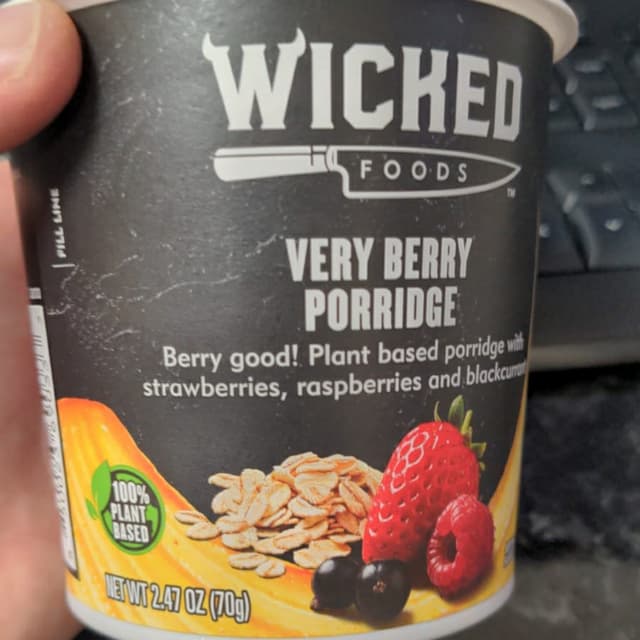 WICKED
FOODS
TM
FILL LINE
VERY BERRY
PORRIDGE
Berry good! Plant based porridge with
strawberries, raspberries and
100%
PLANT
BASED
NET WT 2.47 OZ (70g)